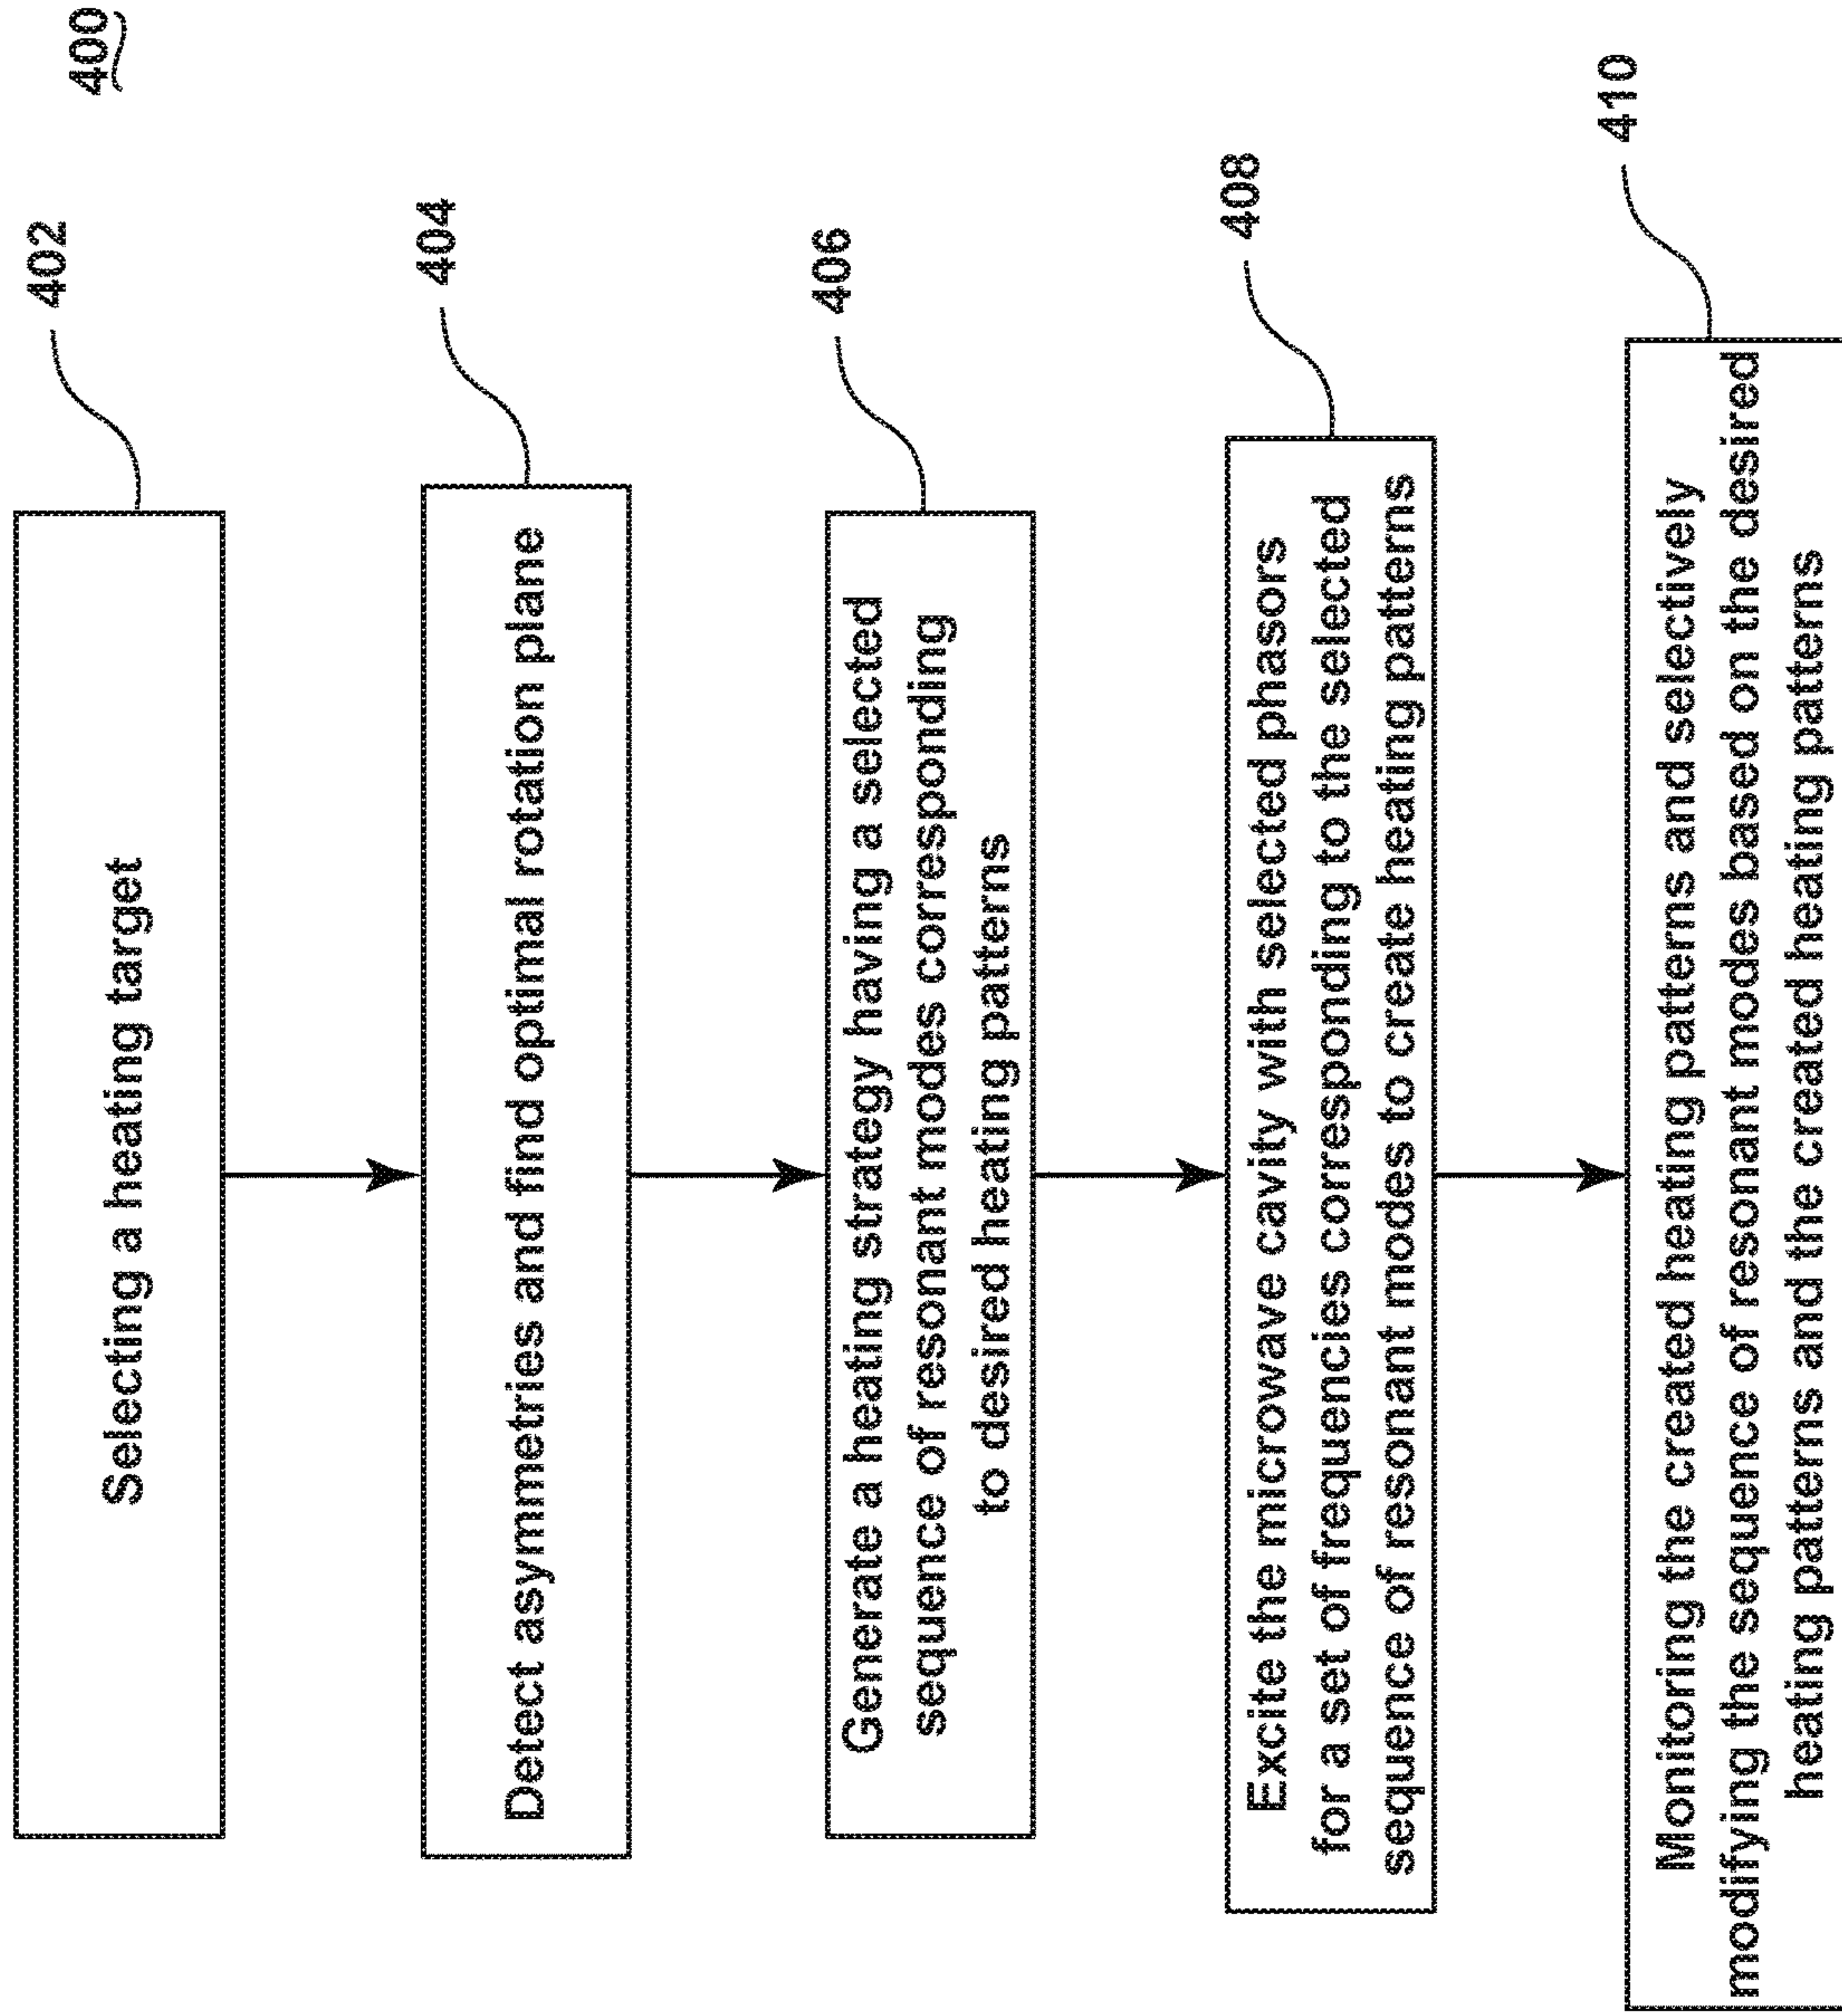 400
402
Selecting a heating target
404
Detect asymmetries and find optimal rotation plane
406
Generate a heating strategy having a selected
sequence of resonant modes corresponding
to desired heating patterns
408
Excite the microwave cavity with selected phasors
for a set of frequencies corresponding to the selected
sequence of resonant modes to create heating patterns
410
Monitoring the created heating patterns and selectively
modifying the sequence of resonant modes based on the desired
heating patterns and the created heating patterns